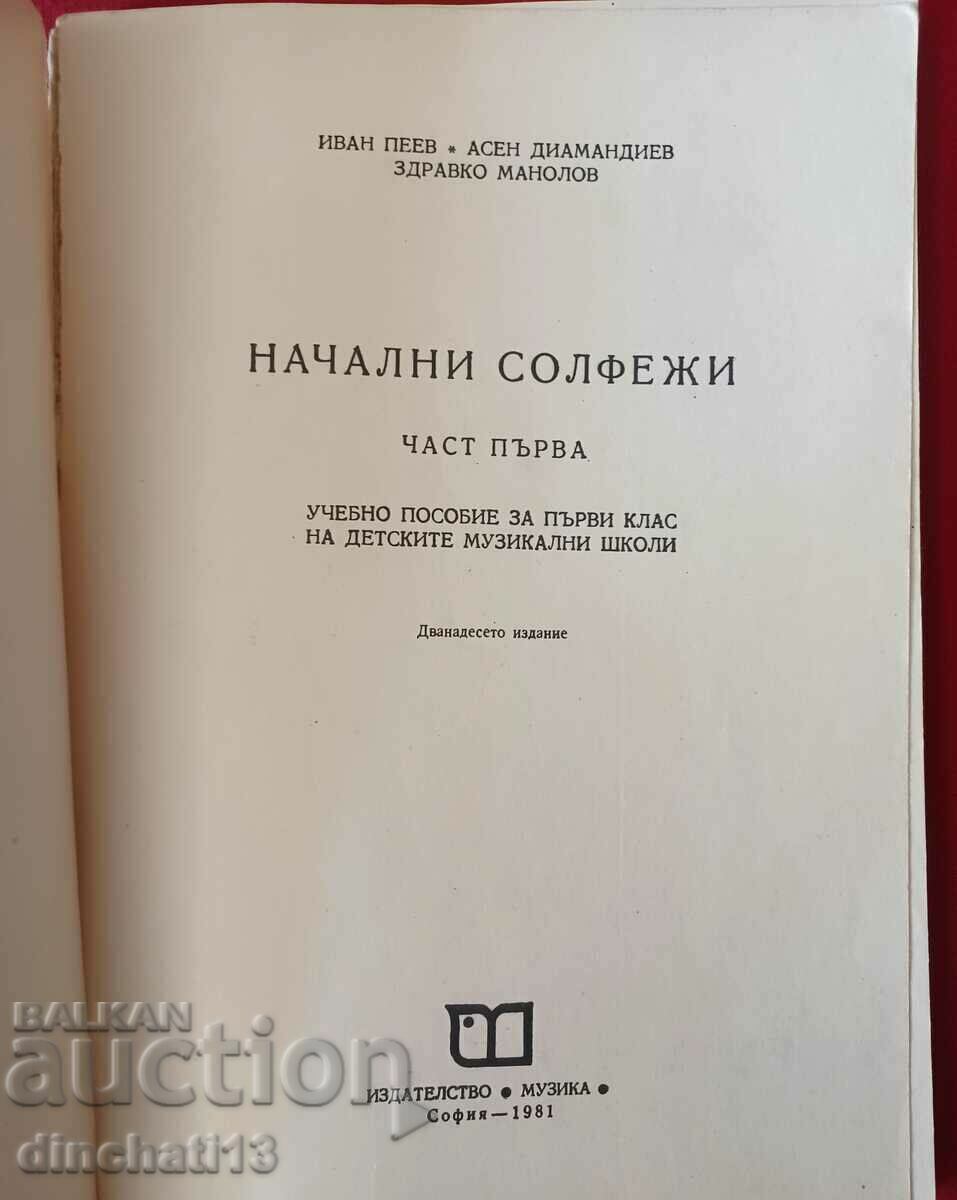 ИВАН ПЕЕВ * АСЕН ДИАМАНДИЕВ
ЗДРАВКО МАНОЛОВ
НАЧАЛНИ СОЛФЕЖИ
ЧАСТ ПЪРВА
УЧЕБНО ПОСОБИЕ ЗА ПЪРВИ КЛАС
НА ДЕТСКИТЕ МУЗИКАЛНИ ШКОЛИ
Дванадесето издание
ИЗДАТЕЛСТВО • МУЗИКА •
София — 1981
BALKAN
auction
dinchati13